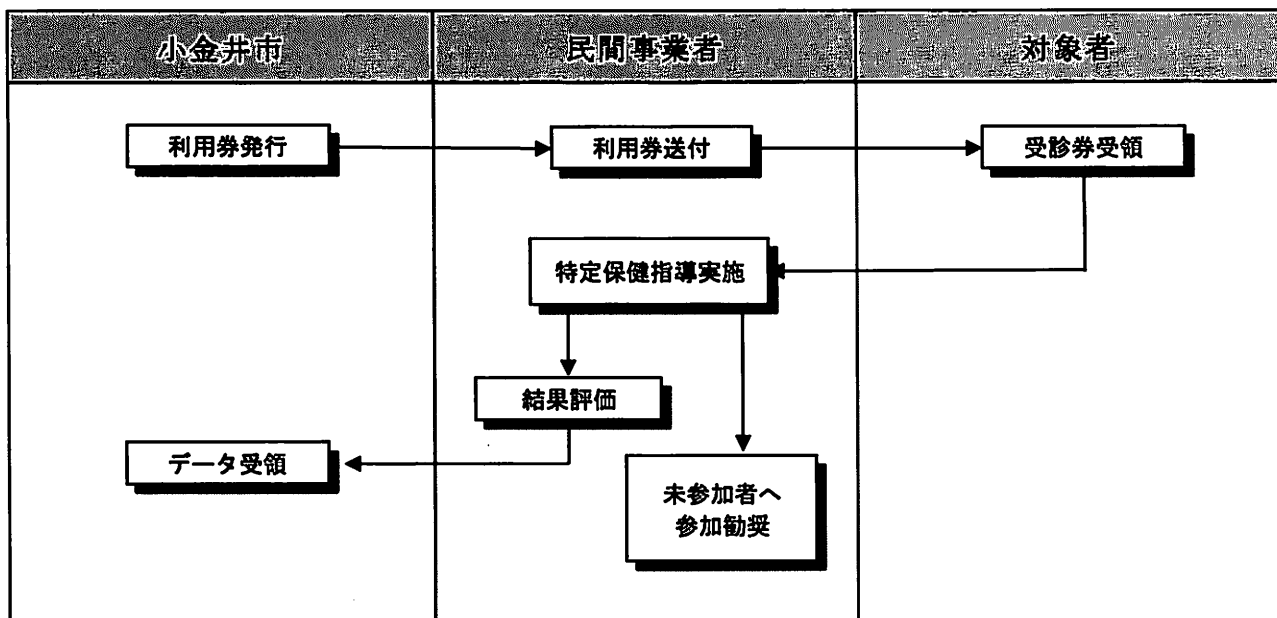 小金井市
民間事業者
対象者
利用券発行
利用券送付
受診券受領
特定保健指導実施
結果評価
データ受領
未参加者へ
参加勧奨